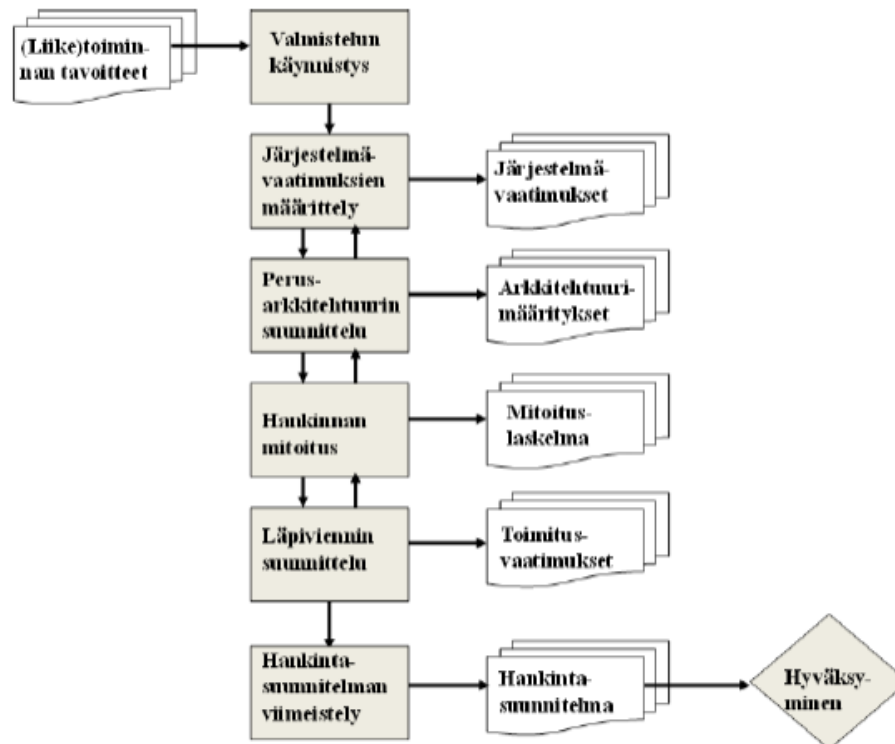 (Liike)toimin-
nan tavoitteet
Valmistelun
käynnistys
Järjestelmä-
vaatimuksien
määrittely
Järjestelmä-
vaatimukset
Perus-
arkkitehtuurin
suunnittelu
Arkkitehtuuri-
määritykset
Hankinnan
mitoitus
Mitoitus-
laskelma
Läpiviennin
suunnittelu
Toimitus-
vaatimukset
Hankinta-
suunnitelman
viimeistely
Hankinta-
suunnitelma
Hyväksy-
minen